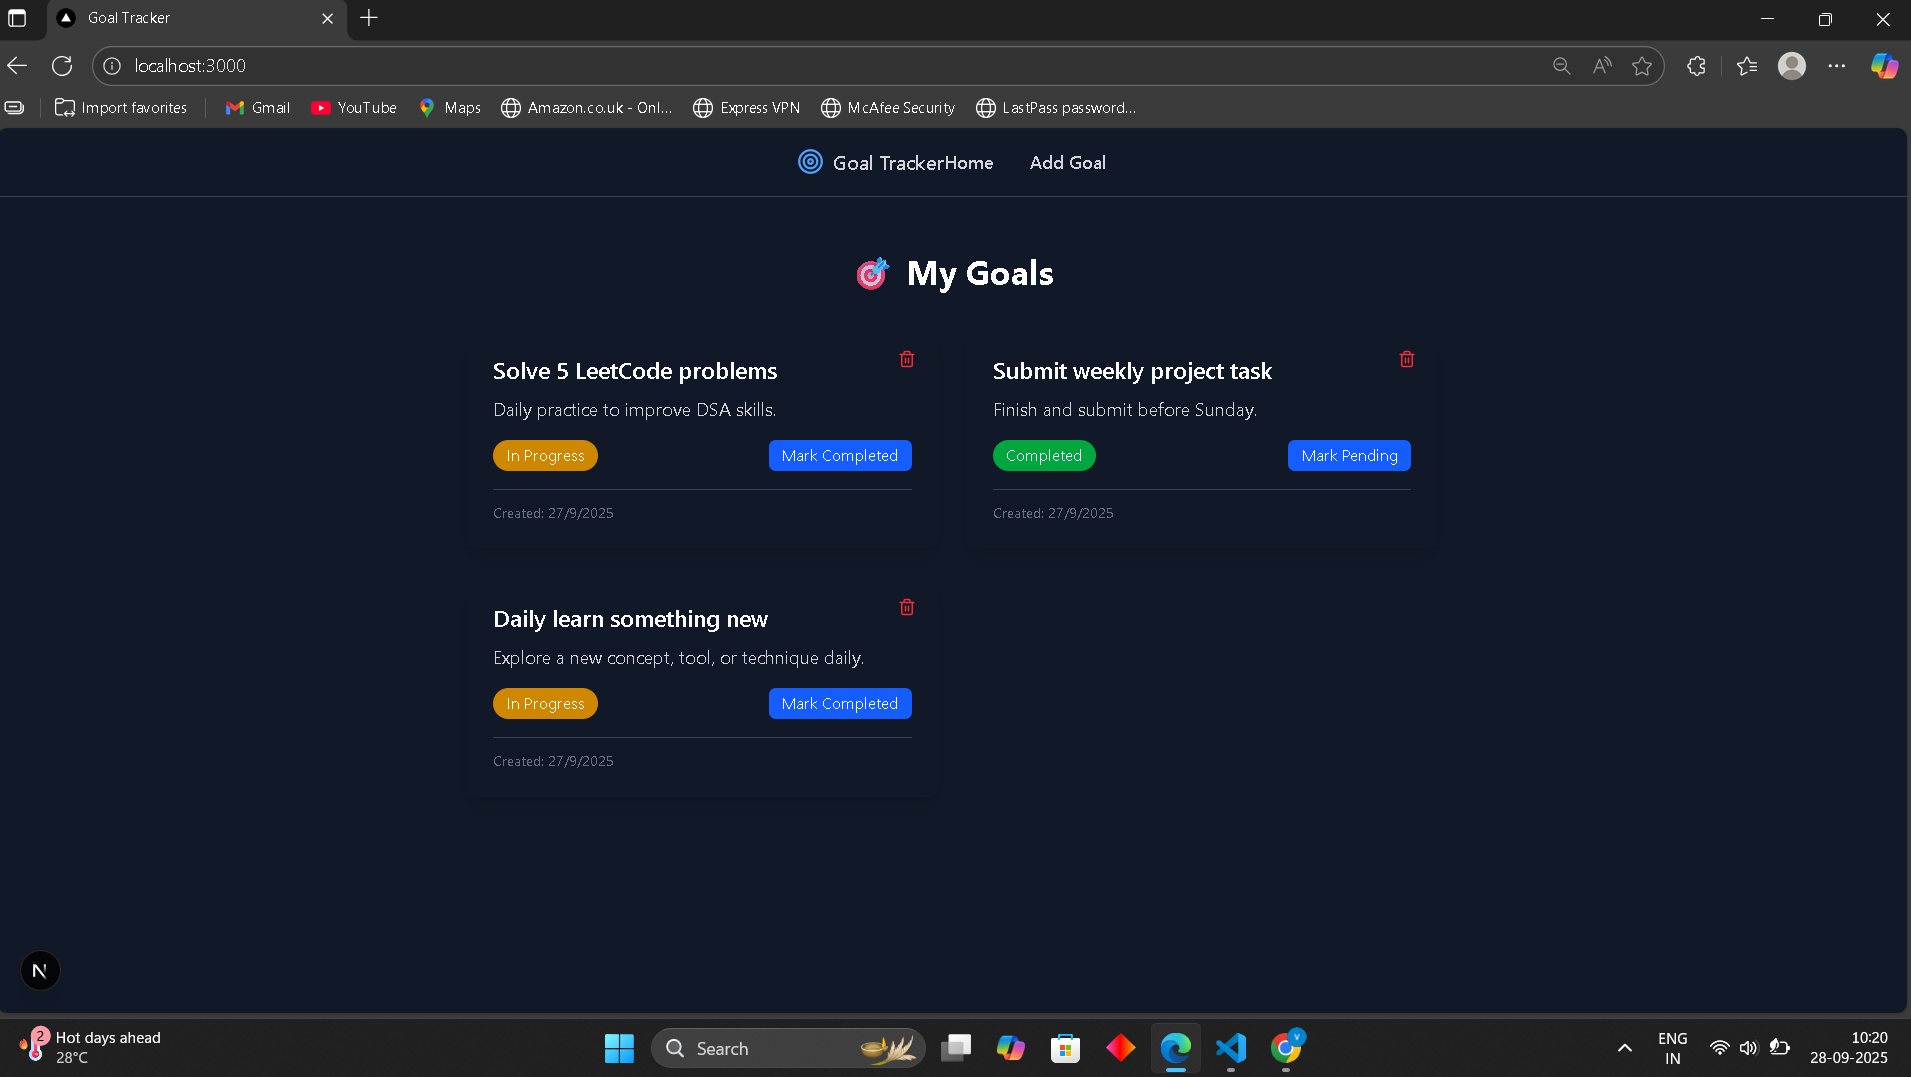 Goal Tracker
localhost:3000
Import favorites Gmail YouTube Maps Amazon.co.uk - Onl... Express VPN McAfee Security LastPass password...
Goal TrackerHome Add Goal
My Goals
Solve 5 LeetCode problems
Daily practice to improve DSA skills.
In Progress Mark Completed
Created: 27/9/2025
Submit weekly project task
Finish and submit before Sunday.
Completed Mark Pending
Created: 27/9/2025
Daily learn something new
Explore a new concept, tool, or technique daily.
In Progress Mark Completed
Created: 27/9/2025
N
2
Hot days ahead
28°C
Search
V
ENG
IN
10:20
28-09-2025